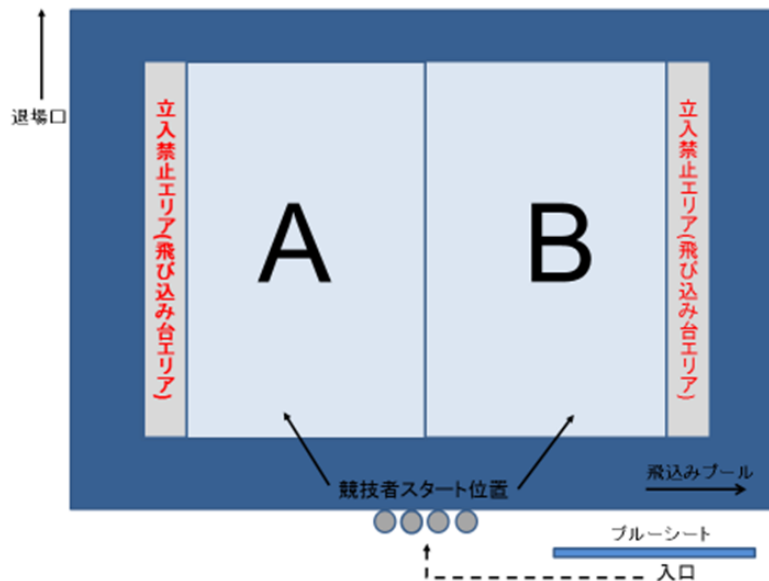 退場口
立入禁止エリア(飛び込み台エリア)
A
B
立入禁止エリア(飛び込み台エリア)
競技者スタート位置
飛込みプール
ブルーシート
入口